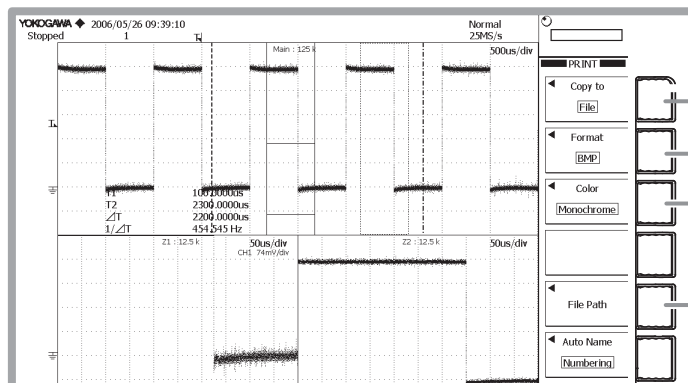 YOKOGAWA ◆ 2006/05/26 09:39:10
Normal
Stopped
1
25MS/s
Main : 125 k
500us/div
T1 100.0000us
T2 2300.0000us
⊿T 2200.0000us
1/⊿T 454.545 Hz
Z1 : 12.5 k
50us/div
CH1 74mV/div
Z2 : 12.5 k
50us/div
PRINT
Copy to
File
Format
BMP
Color
Monochrome
File Path
Auto Name
Numbering